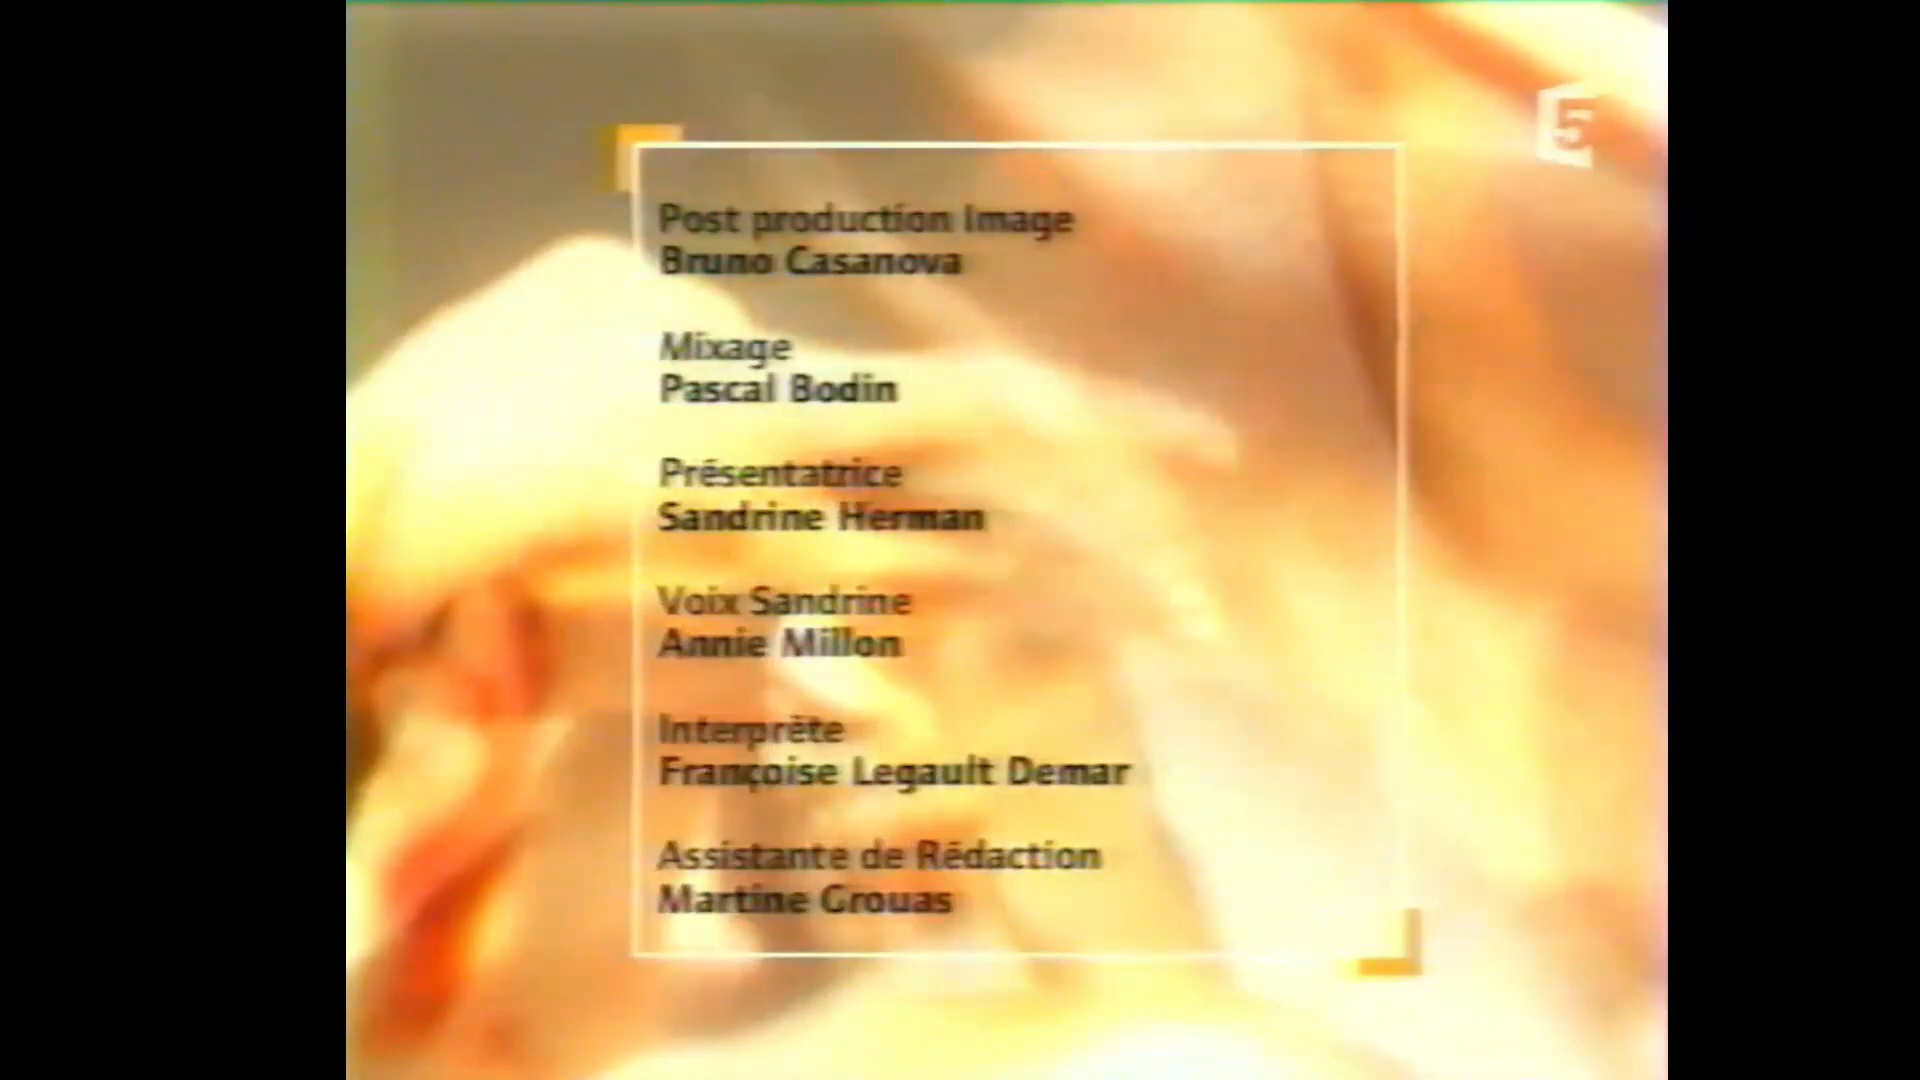 5
Post production Image
Bruno Casanova
Mixage
Pascal Bodin
Présentatrice
Sandrine Herman
Voix Sandrine
Annie Millon
Interprète
Françoise Legault Demar
Assistante de Rédaction
Martine Grouas